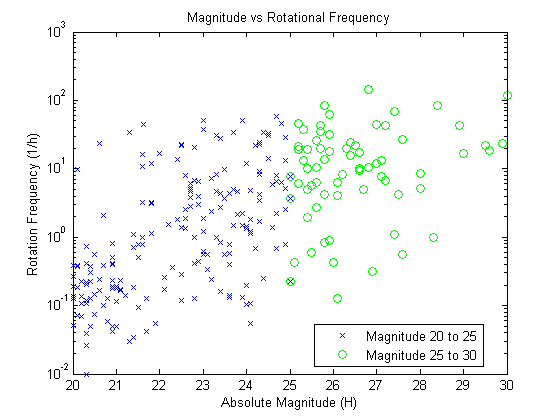 Magnitude vs Rotational Frequency
10^3
10^2
10^1
10^0
10^-1
10^-2
Rotation Frequency (1/h)
20 21 22 23 24 25 26 27 28 29 30
Absolute Magnitude (H)
Magnitude 20 to 25
Magnitude 25 to 30